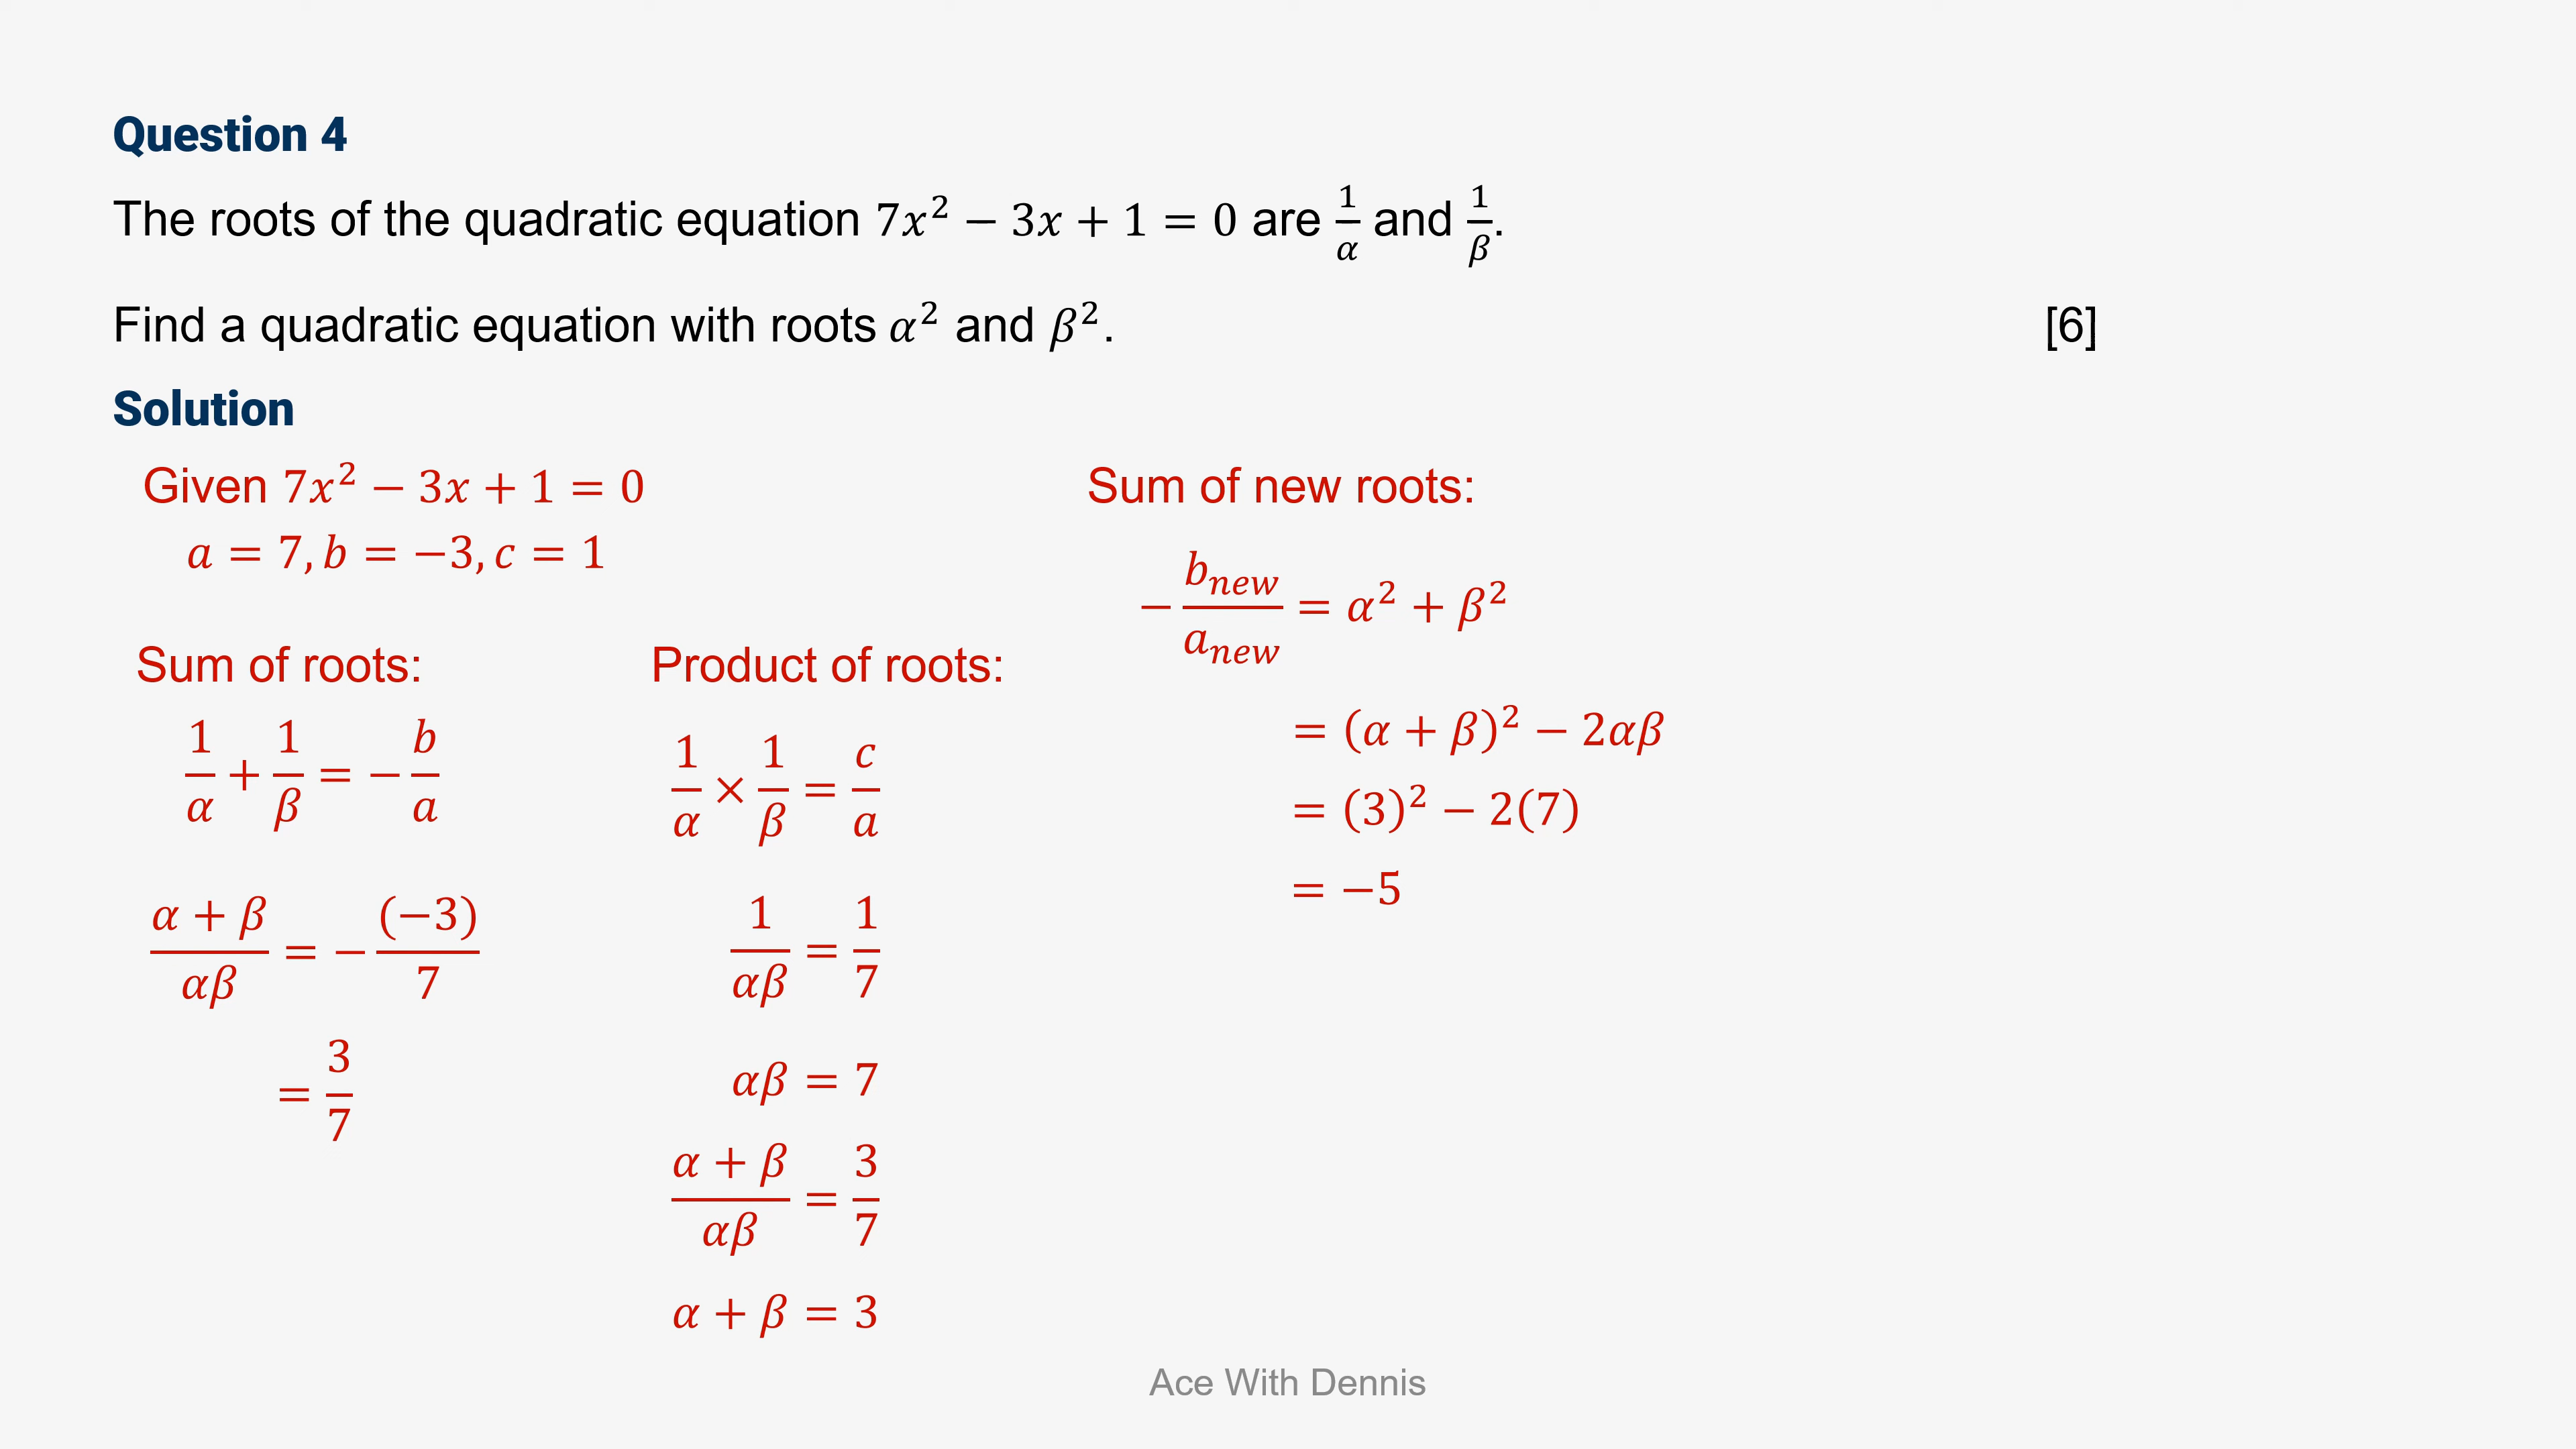 Question 4
The roots of the quadratic equation 7x² − 3x + 1 = 0 are 1/α and 1/β.
Find a quadratic equation with roots α² and β². [6]
Solution
Given 7x² − 3x + 1 = 0
a = 7, b = −3, c = 1
Sum of roots:
1/α + 1/β = − b/a
(α + β)/αβ = − (−3)/7
= 3/7
Product of roots:
1/α × 1/β = c/a
1/αβ = 1/7
αβ = 7
(α + β)/αβ = 3/7
α + β = 3
Sum of new roots:
− b_new/a_new = α² + β²
= (α + β)² − 2αβ
= (3)² − 2(7)
= −5
Ace With Dennis